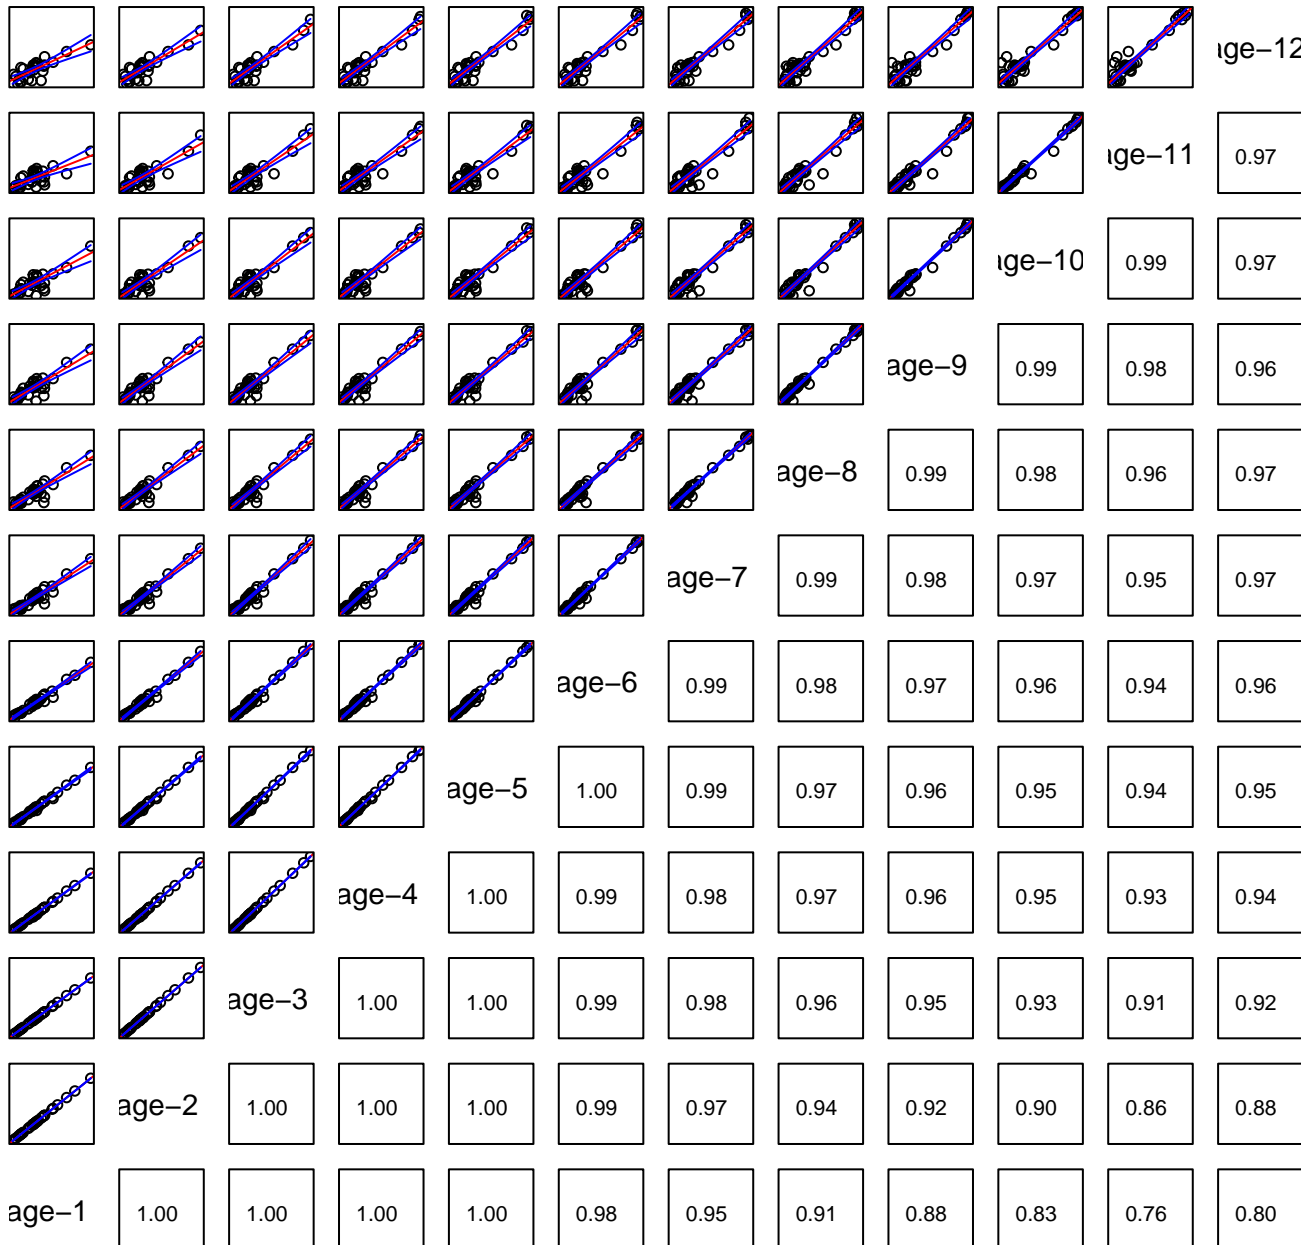 age−12
age−11 0.97
age−10 0.99 0.97
age−9 0.99 0.98 0.96
age−8 0.99 0.98 0.96 0.97
age−7 0.99 0.98 0.97 0.95 0.97
age−6 0.99 0.98 0.97 0.96 0.94 0.96
age−5 1.00 0.99 0.97 0.96 0.95 0.94 0.95
age−4 1.00 0.99 0.98 0.97 0.96 0.95 0.93 0.94
age−3 1.00 1.00 0.99 0.98 0.96 0.95 0.93 0.91 0.92
age−2 1.00 1.00 1.00 0.99 0.97 0.94 0.92 0.90 0.86 0.88
age−1 1.00 1.00 1.00 1.00 0.98 0.95 0.91 0.88 0.83 0.76 0.80